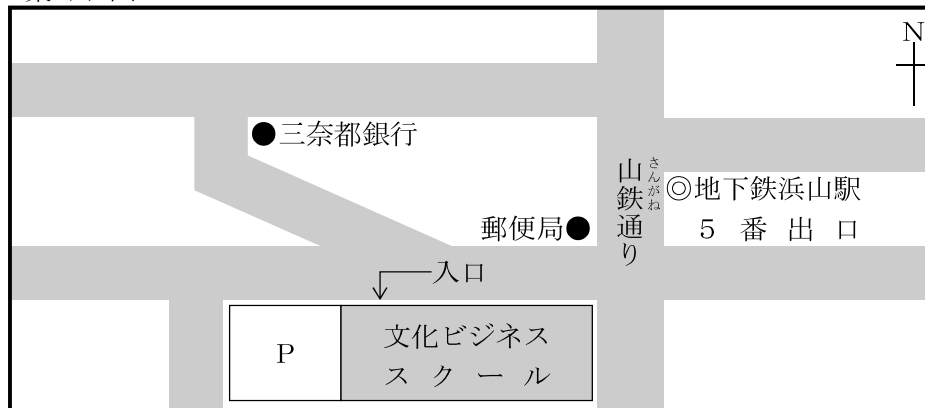 N
●三奈都銀行
さんがね
山鉄通り
◎地下鉄浜山駅
5番出口
郵便局●
入口
P
文化ビジネス
スクール